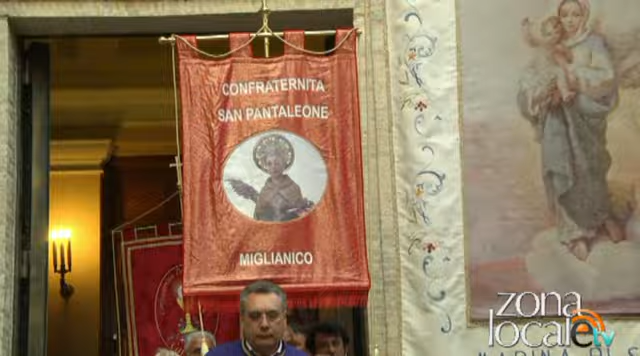 CONFRATERNITA
SAN PANTALEONE
MIGLIANICO
zona
locale tv